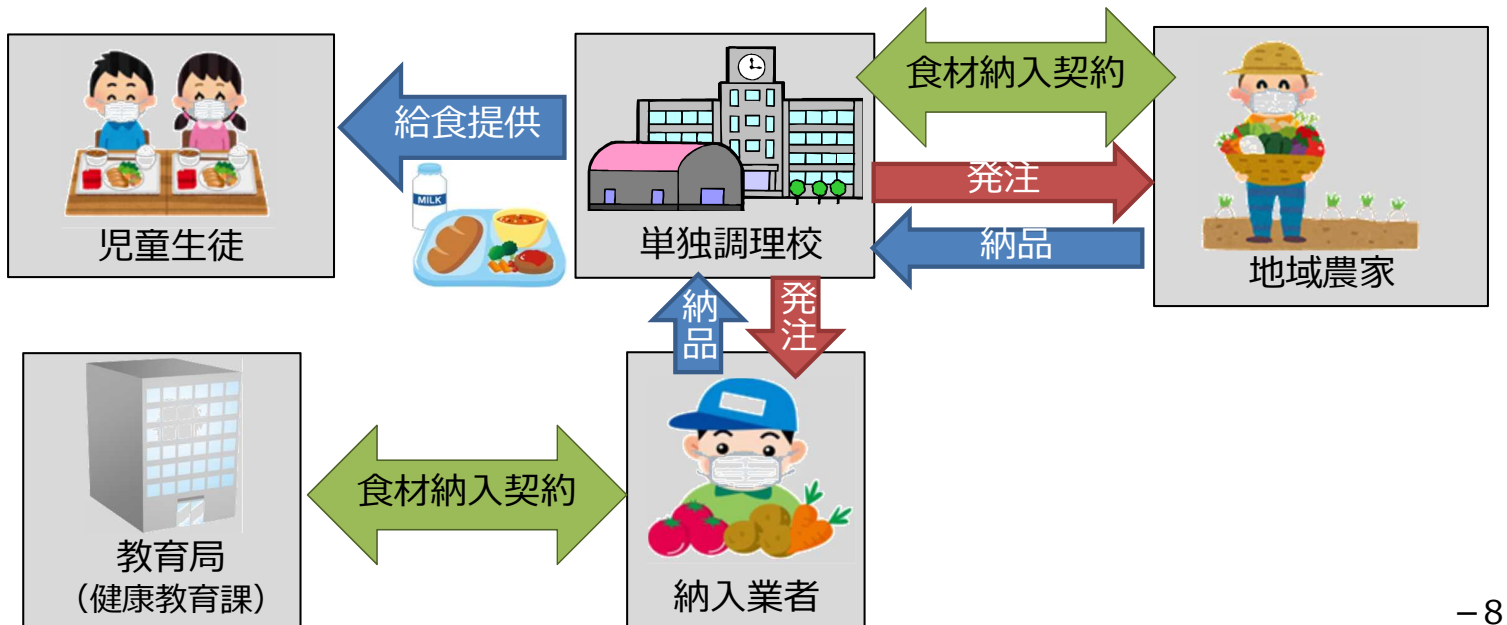 食材納入契約
給食提供
発注
MILK
納品
児童生徒
単独調理校
地域農家
納品
発注
食材納入契約
教育局
（健康教育課）
納入業者
－8